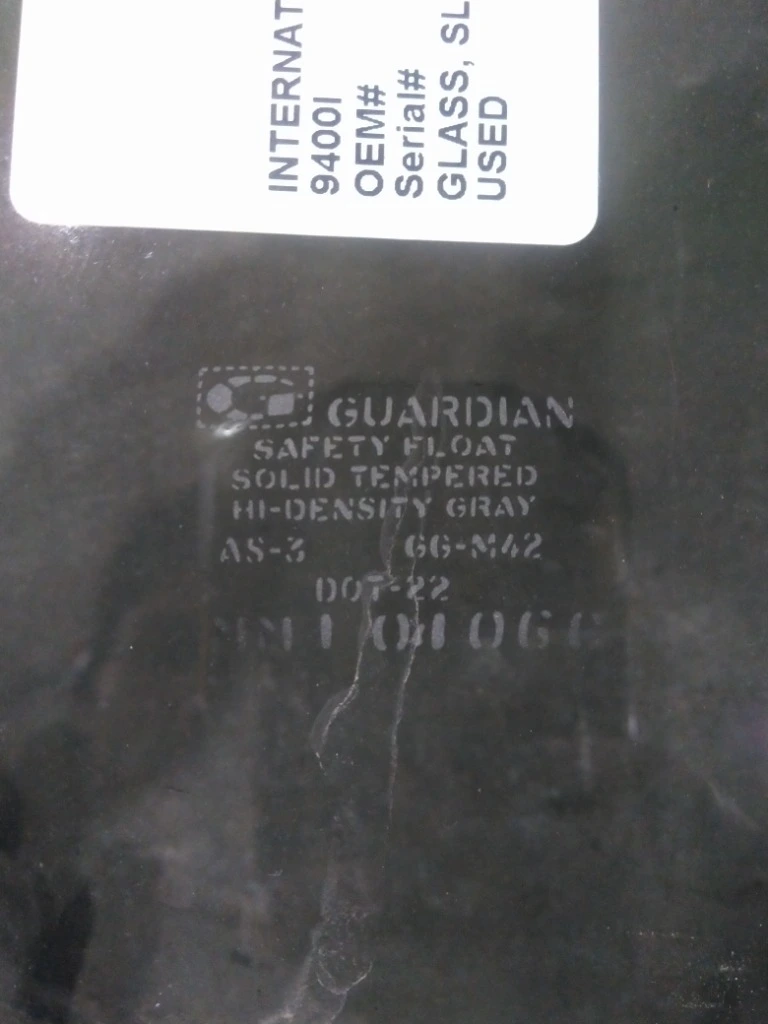 INTERNAT
9400I
OEM#
Serial#
GLASS, SL
USED
GUARDIAN
SAFETY FLOAT
SOLID TEMPERED
HI-DENSITY GRAY
AS-3 GG-M42
DOT-22